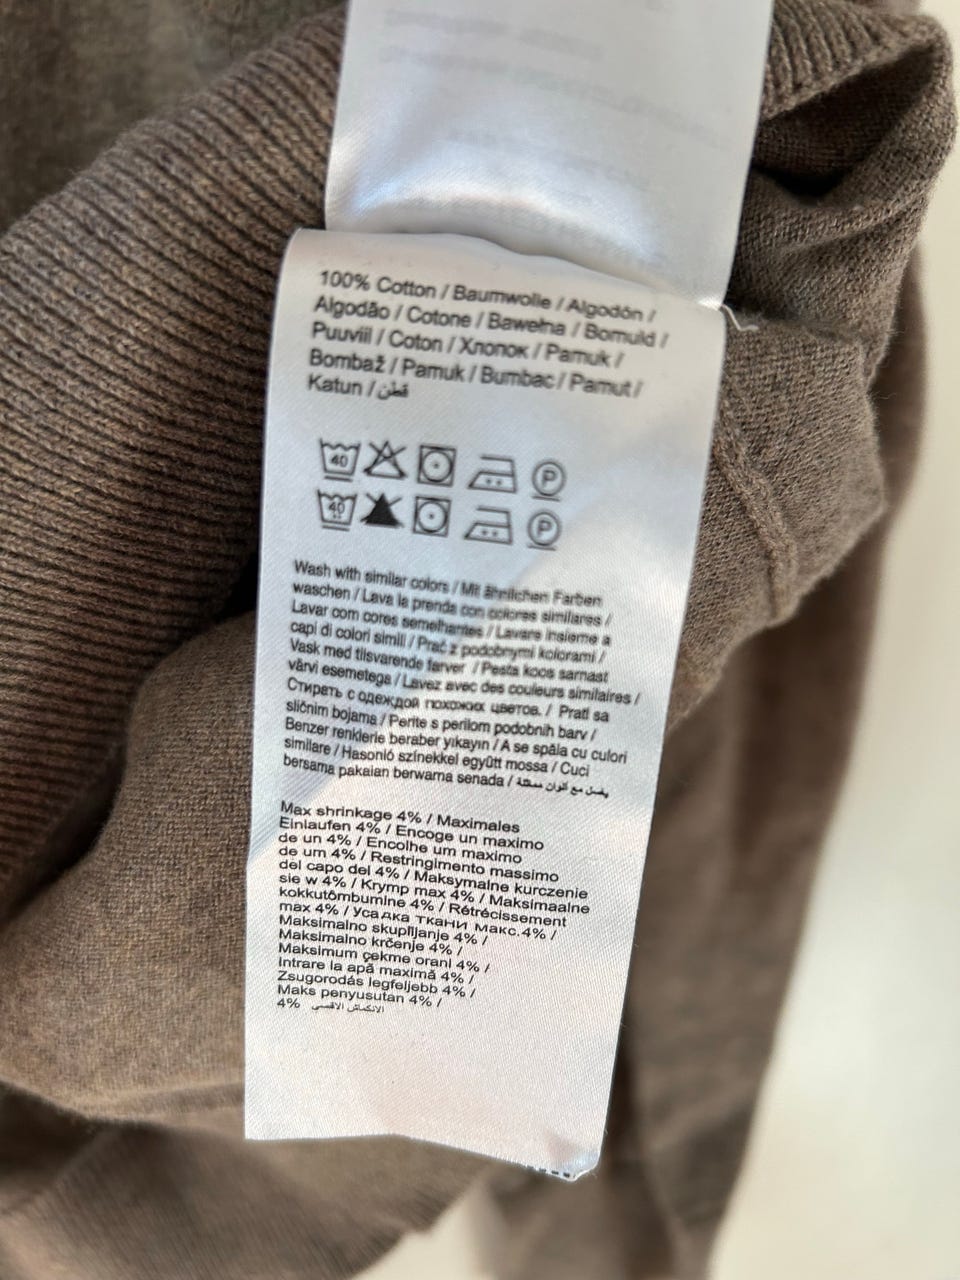 100% Cotton / Baumwolle / Algodón /
Algodão / Cotone / Bawełna / Bomuld /
Puuvill / Coton / Хлопок / Pamuk /
Bombaž / Pamuk / Bumbac / Pamut /
Katun / قطن
40 P
40 P
Wash with similar colors / Mit ähnlichen Farben
waschen / Lava la prenda con colores similares /
Lavar com cores semelhantes / Lavare insieme a
capi di colori simili / Prać z podobnymi kolorami /
Vask med tilsvarende farver / Pesta koos sarnast
värvi esemetega / Lavez avec des couleurs similaires /
Стирать с одеждой похожих цветов. / Prati sa
sličnim bojama / Perite s perilom podobnih barv /
Benzer renklerle beraber yıkayın / A se spăla cu culori
similare / Hasonló színekkel együtt mossa / Cuci
bersama pakaian berwarna senada / يغسل مع ألوان مماثلة
Max shrinkage 4% / Maximales
Einlaufen 4% / Encoge un maximo
de un 4% / Encolhe um maximo
de um 4% / Restringimento massimo
del capo del 4% / Maksymalne kurczenie
sie w 4% / Krymp max 4% / Maksimaalne
kokkutõmbumine 4% / Rétrécissement
max 4% / Усадка ткани макс.4% /
Maksimalno skupljanje 4% /
Maksimalno krčenje 4% /
Maksimum çekme oranı 4% /
Intrare la apă maximă 4% /
Zsugorodás legfeljebb 4% /
Maks penyusutan 4% /
4% الانكماش الأقصى